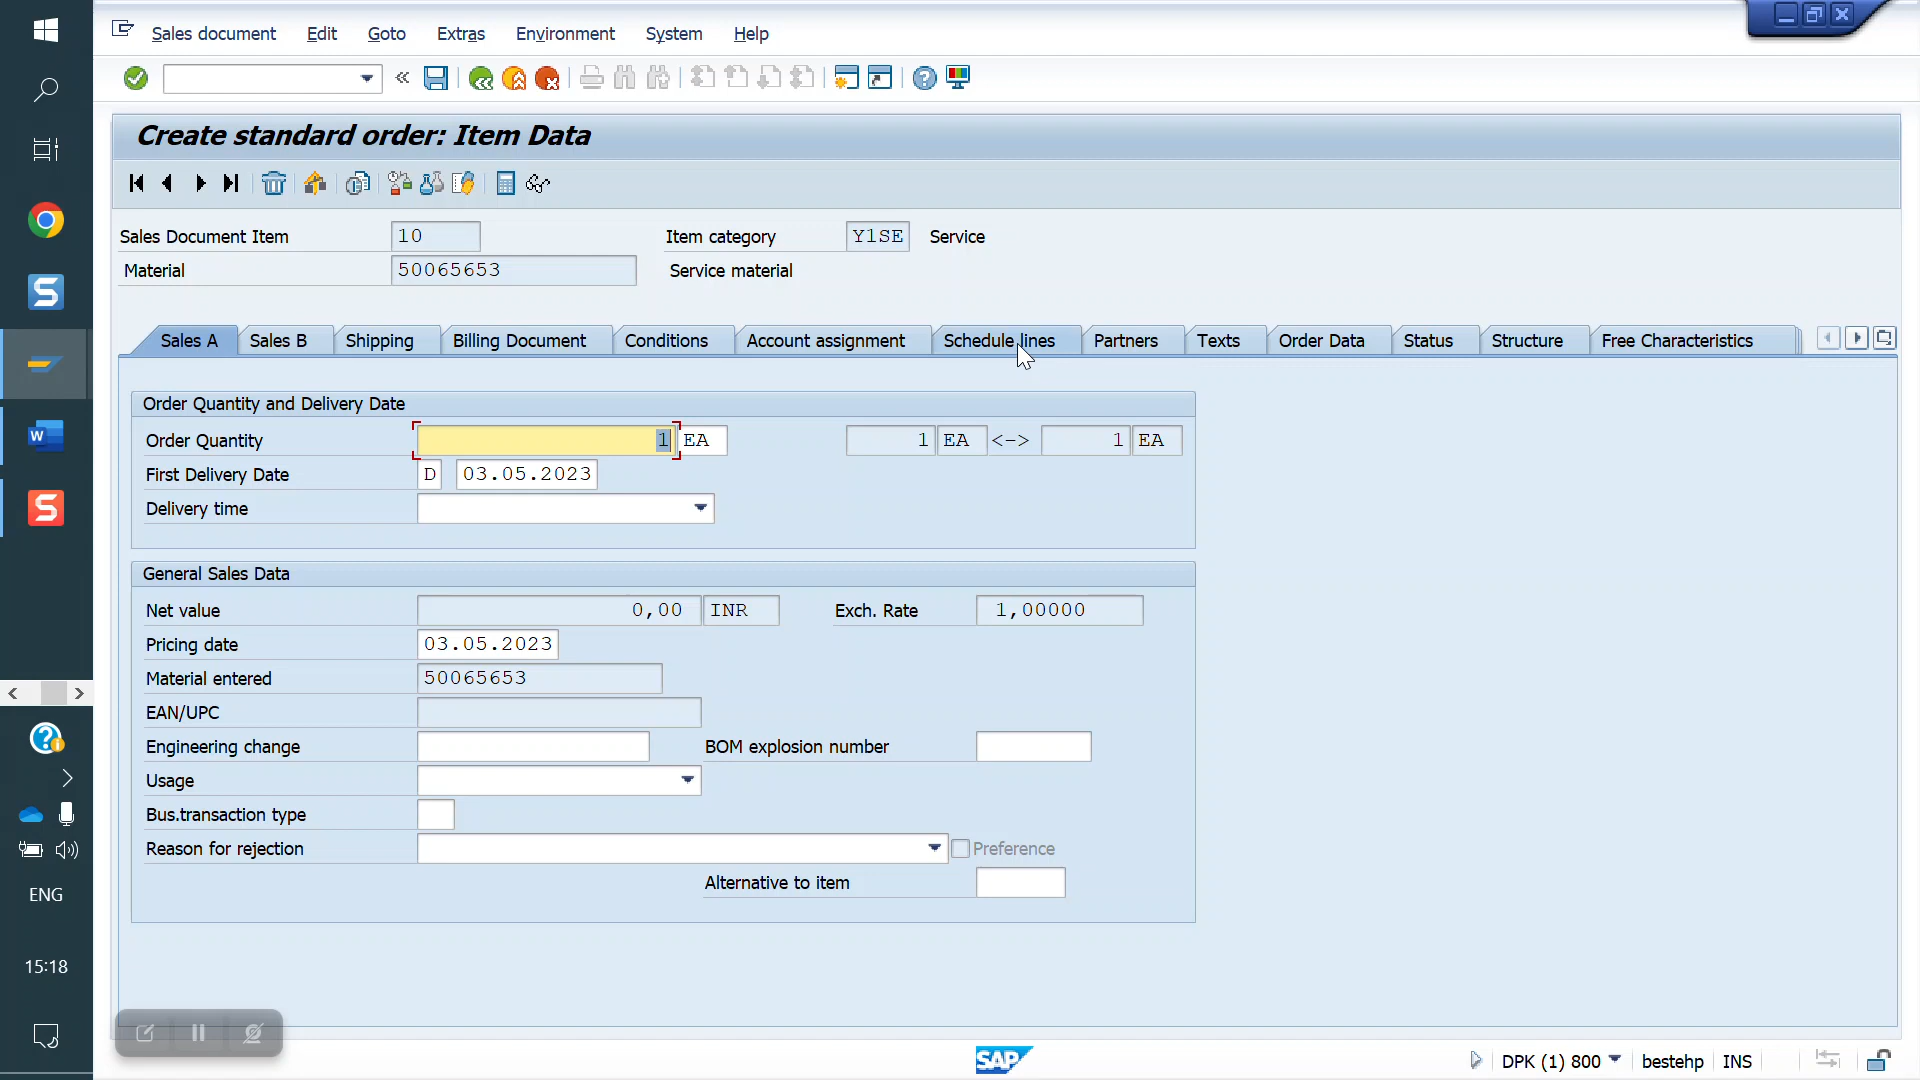 Sales document Edit Goto Extras Environment System Help
Create standard order: Item Data
Sales Document Item 10 Item category Y1SE Service
Material 50065653 Service material
Sales A Sales B Shipping Billing Document Conditions Account assignment Schedule lines Partners Texts Order Data Status Structure Free Characteristics
Order Quantity and Delivery Date
Order Quantity 1 EA 1 EA <-> 1 EA
First Delivery Date D 03.05.2023
Delivery time
General Sales Data
Net value 0,00 INR Exch. Rate 1,00000
Pricing date 03.05.2023
Material entered 50065653
EAN/UPC
Engineering change BOM explosion number
Usage
Bus.transaction type
Reason for rejection Preference
Alternative to item
ENG
15:18
SAP DPK (1) 800 bestehp INS